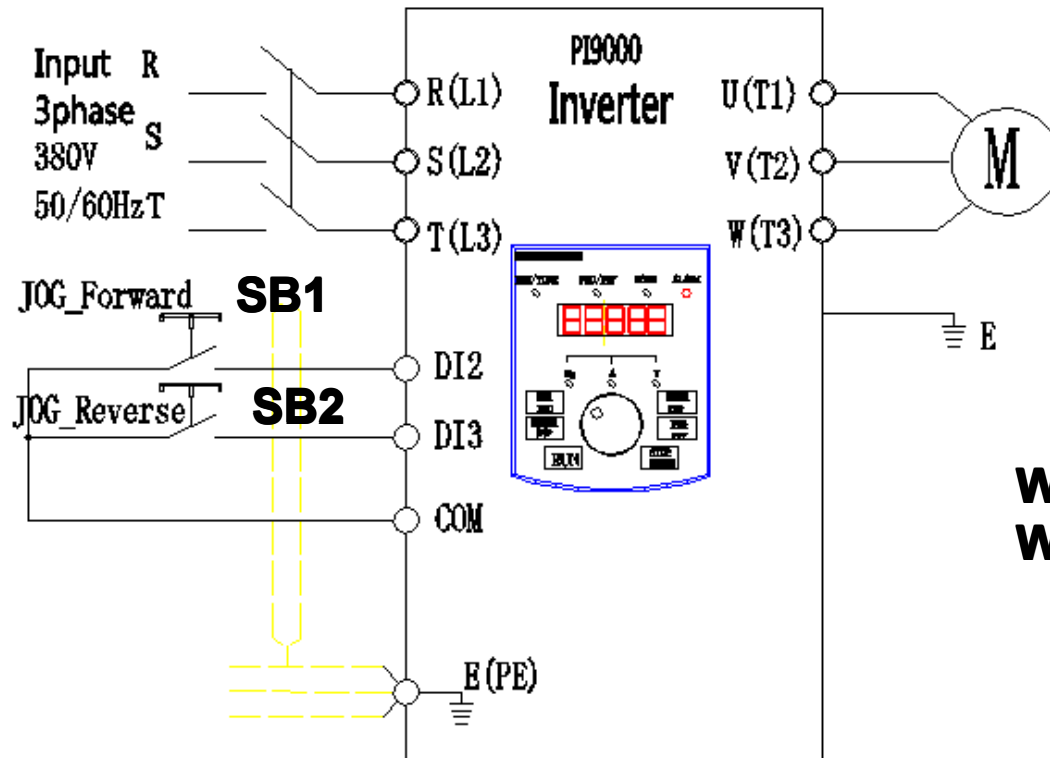 Input R
3phase
S
380V
50/60HzT
PI9000
Inverter
R(L1)
S(L2)
T(L3)
U(T1)
V(T2)
W(T3)
M
E
JOG_Forward
SB1
DI2
JOG_Reverse
SB2
DI3
COM
E(PE)
RUN
W
W